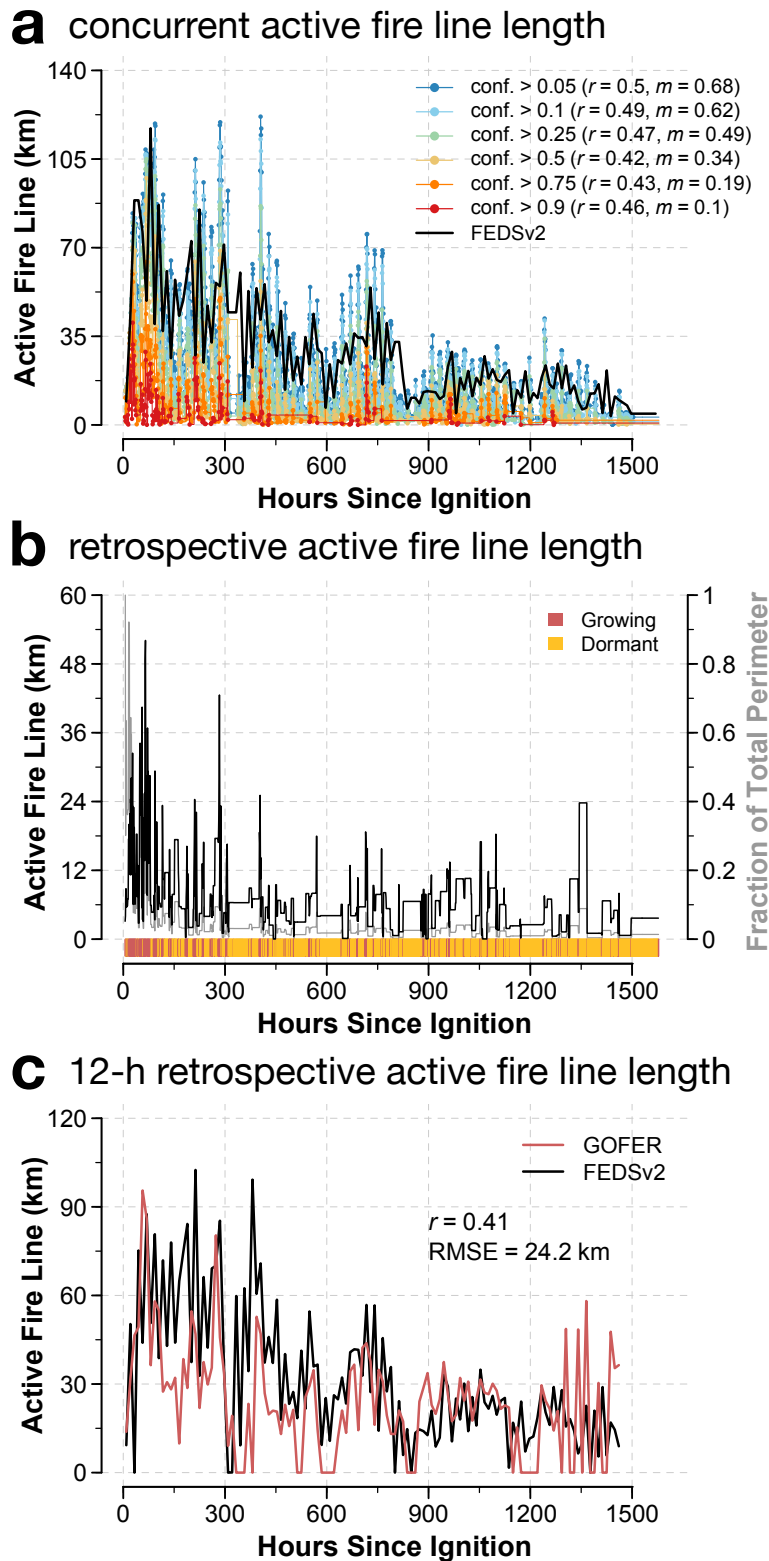 a concurrent active fire line length
140
105
70
35
0
Active Fire Line (km)
conf. > 0.05 (r = 0.5, m = 0.68)
conf. > 0.1 (r = 0.49, m = 0.62)
conf. > 0.25 (r = 0.47, m = 0.49)
conf. > 0.5 (r = 0.42, m = 0.34)
conf. > 0.75 (r = 0.43, m = 0.19)
conf. > 0.9 (r = 0.46, m = 0.1)
FEDSv2
0 300 600 900 1200 1500
Hours Since Ignition
b retrospective active fire line length
60
48
36
24
12
0
Active Fire Line (km)
Growing
Dormant
1
0.8
0.6
0.4
0.2
0
Fraction of Total Perimeter
0 300 600 900 1200 1500
Hours Since Ignition
c 12-h retrospective active fire line length
120
90
60
30
0
Active Fire Line (km)
GOFER
FEDSv2
r = 0.41
RMSE = 24.2 km
0 300 600 900 1200 1500
Hours Since Ignition